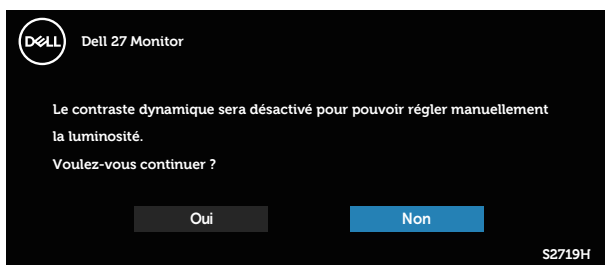 DELL
Dell 27 Monitor
Le contraste dynamique sera désactivé pour pouvoir régler manuellement
la luminosité.
Voulez-vous continuer ?
Oui Non
S2719H